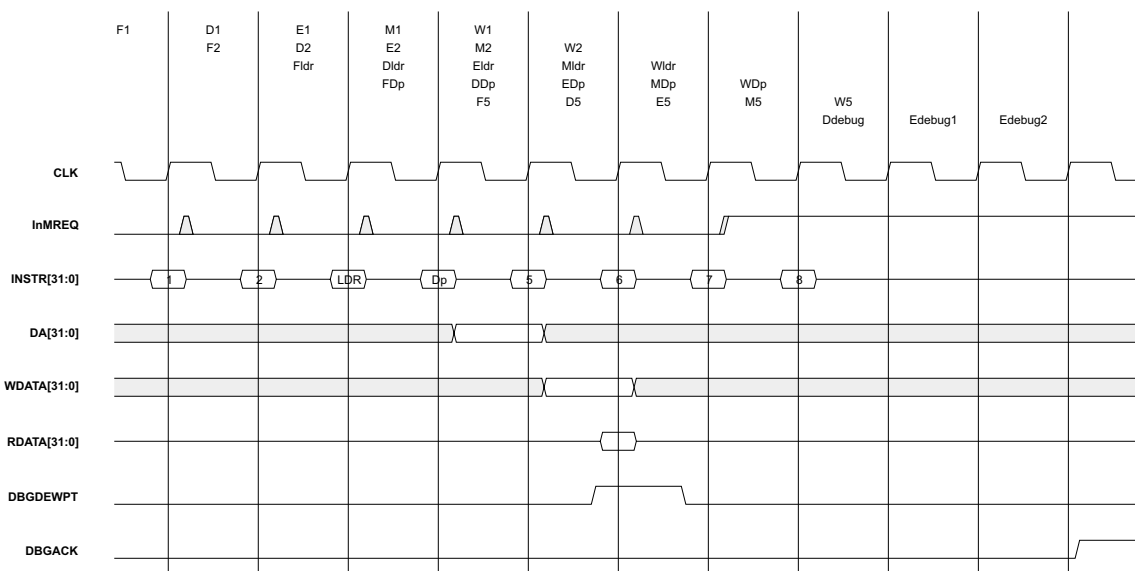 F1 D1 E1 M1 W1
F2 D2 E2 M2 W2
Fldr Dldr Eldr Mldr Wldr
FDp DDp EDp MDp WDp
F5 D5 E5 M5 W5
Ddebug Edebug1 Edebug2
CLK
InMREQ
INSTR[31:0] 1 2 LDR Dp 5 6 7 8
DA[31:0]
WDATA[31:0]
RDATA[31:0]
DBGDEWPT
DBGACK